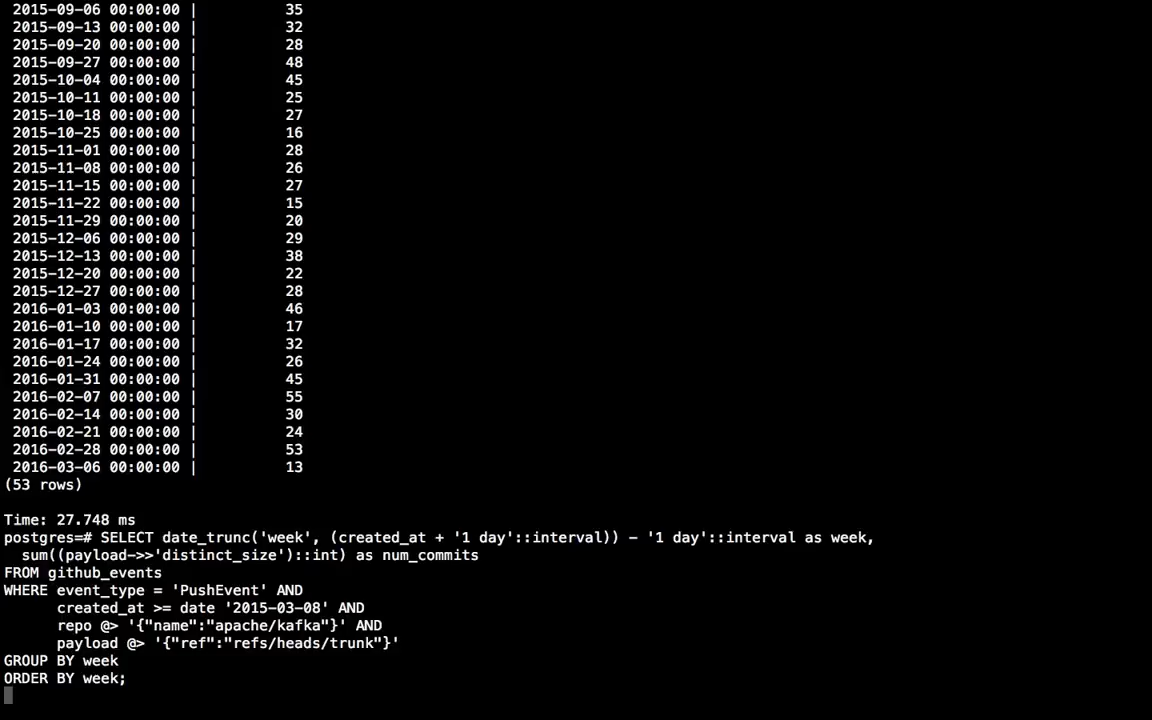 2015-09-06 00:00:00 |          35
2015-09-13 00:00:00 |          32
2015-09-20 00:00:00 |          28
2015-09-27 00:00:00 |          48
2015-10-04 00:00:00 |          45
2015-10-11 00:00:00 |          25
2015-10-18 00:00:00 |          27
2015-10-25 00:00:00 |          16
2015-11-01 00:00:00 |          28
2015-11-08 00:00:00 |          26
2015-11-15 00:00:00 |          27
2015-11-22 00:00:00 |          15
2015-11-29 00:00:00 |          20
2015-12-06 00:00:00 |          29
2015-12-13 00:00:00 |          38
2015-12-20 00:00:00 |          22
2015-12-27 00:00:00 |          28
2016-01-03 00:00:00 |          46
2016-01-10 00:00:00 |          17
2016-01-17 00:00:00 |          32
2016-01-24 00:00:00 |          26
2016-01-31 00:00:00 |          45
2016-02-07 00:00:00 |          55
2016-02-14 00:00:00 |          30
2016-02-21 00:00:00 |          24
2016-02-28 00:00:00 |          53
2016-03-06 00:00:00 |          13
(53 rows)
Time: 27.748 ms
postgres=# SELECT date_trunc('week', (created_at + '1 day'::interval)) - '1 day'::interval as week,
  sum((payload->>'distinct_size')::int) as num_commits
FROM github_events
WHERE event_type = 'PushEvent' AND
      created_at >= date '2015-03-08' AND
      repo @> '{"name":"apache/kafka"}' AND
      payload @> '{"ref":"refs/heads/trunk"}'
GROUP BY week
ORDER BY week;